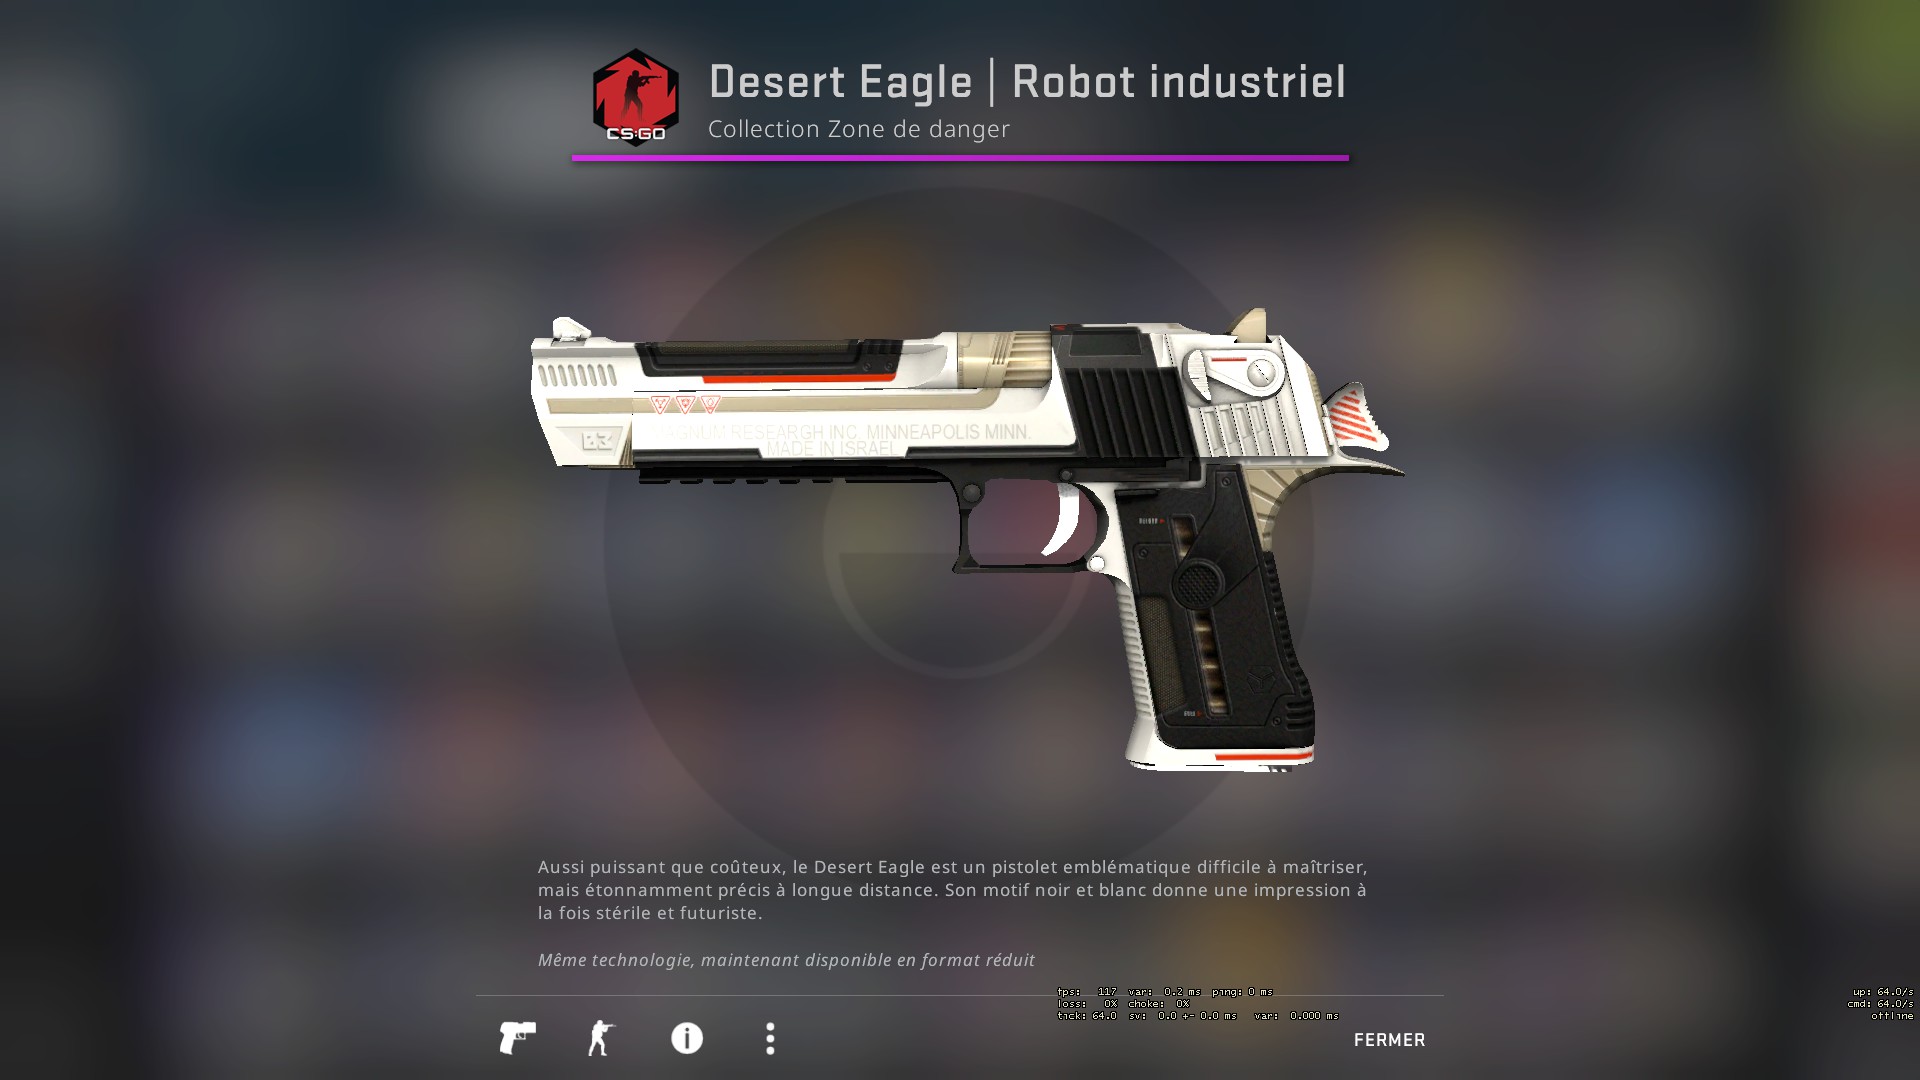 CS:GO
Desert Eagle | Robot industriel
Collection Zone de danger
03
MAGNUM RESEARGH INC. MINNEAPOLIS MINN.
MADE IN ISRAEL
Aussi puissant que coûteux, le Desert Eagle est un pistolet emblématique difficile à maîtriser,
mais étonnamment précis à longue distance. Son motif noir et blanc donne une impression à
la fois stérile et futuriste.
Même technologie, maintenant disponible en format réduit
fps: 117 var: 0.2 ms ping: 0 ms
loss: 0% choke: 0%
tick: 64.0 sv: 0.0 +- 0.0 ms var: 0.000 ms
up: 64.0/s
cmd: 64.0/s
offline
FERMER